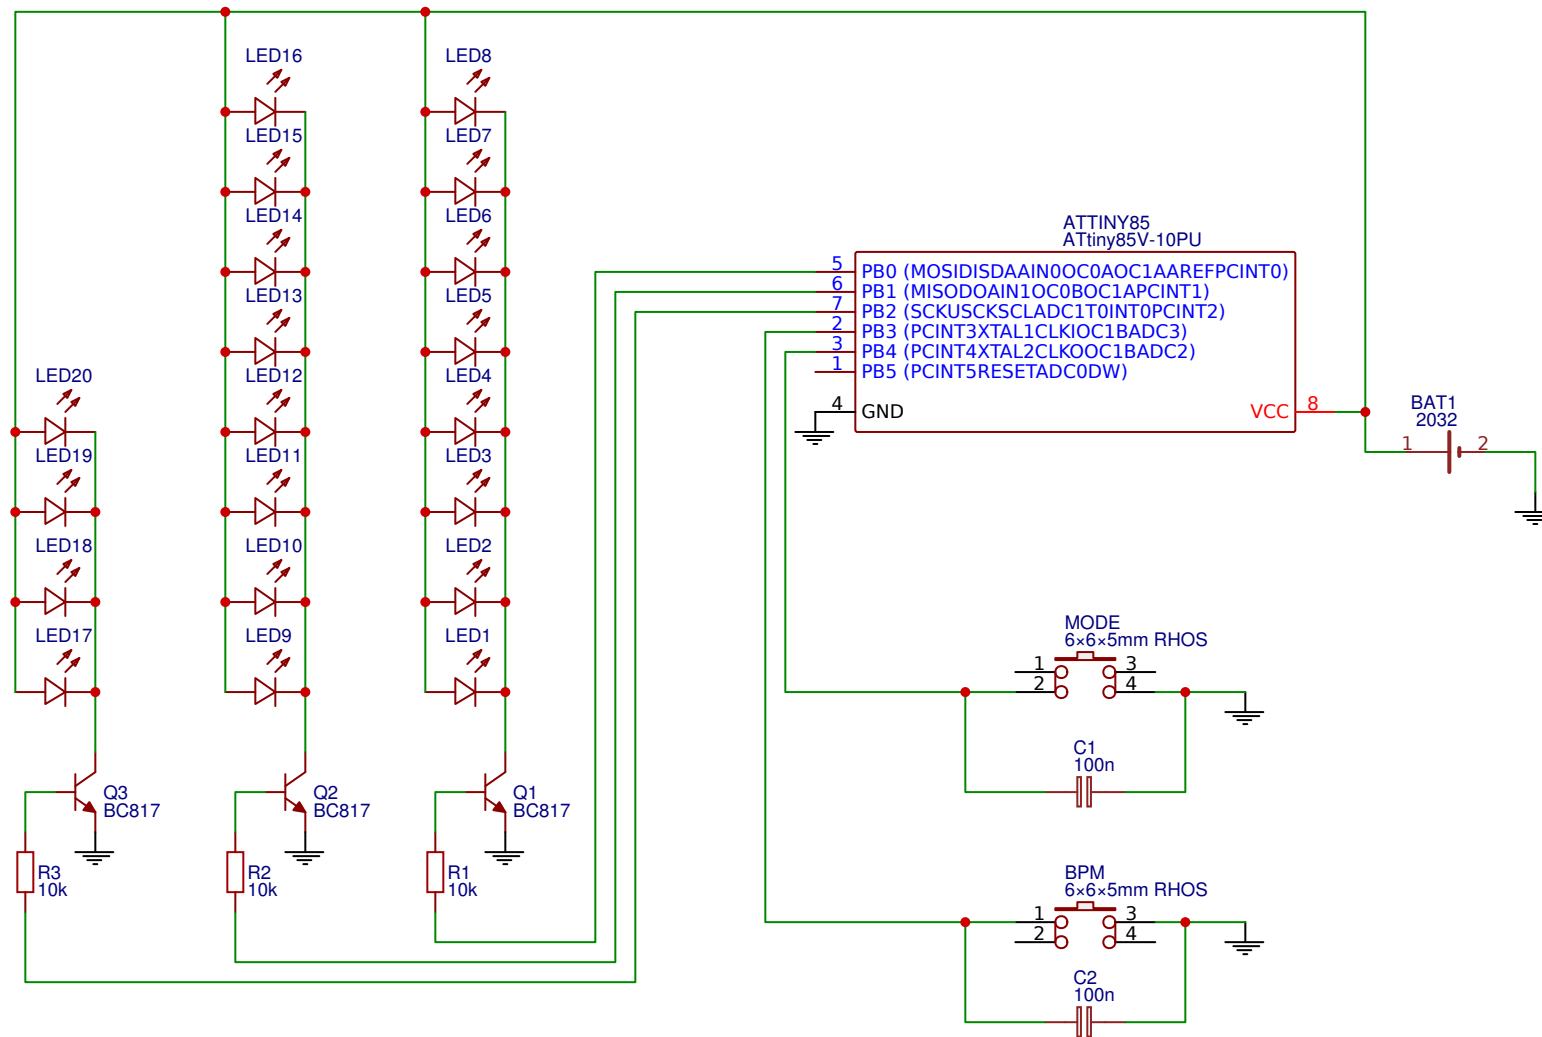 LED16
LED8
LED15
LED7
LED14
LED6
LED13
LED5
LED20
LED12
LED4
LED19
LED11
LED3
LED18
LED10
LED2
LED17
LED9
LED1
ATTINY85
ATtiny85V-10PU
5 PB0 (MOSIDISDAAIN0OC0AOC1AAREFPCINT0)
6 PB1 (MISODOAIN1OC0BOC1APCINT1)
7 PB2 (SCKUSCKSCLADC1T0INT0PCINT2)
2 PB3 (PCINT3XTAL1CLKIOC1BADC3)
3 PB4 (PCINT4XTAL2CLKOOC1BADC2)
1 PB5 (PCINT5RESETADC0DW)
4 GND
VCC 8
BAT1
2032
1 2
MODE
6×6×5mm RHOS
1 3
2 4
C1
100n
Q3
BC817
Q2
BC817
Q1
BC817
R3
10k
R2
10k
R1
10k
BPM
6×6×5mm RHOS
1 3
2 4
C2
100n